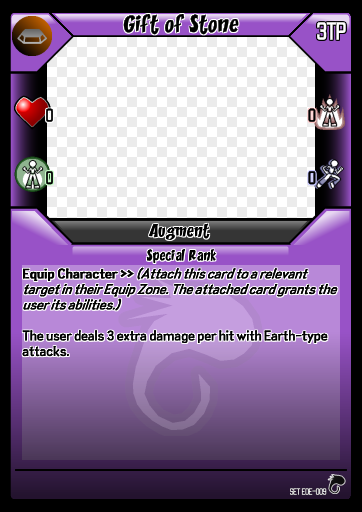 Gift of Stone
3TP
0
0
0
0
Augment
Special Rank
Equip Character >> (Attach this card to a relevant
target in their Equip Zone. The attached card grants the
user its abilities.)
The user deals 3 extra damage per hit with Earth-type
attacks.
SET EDE-009